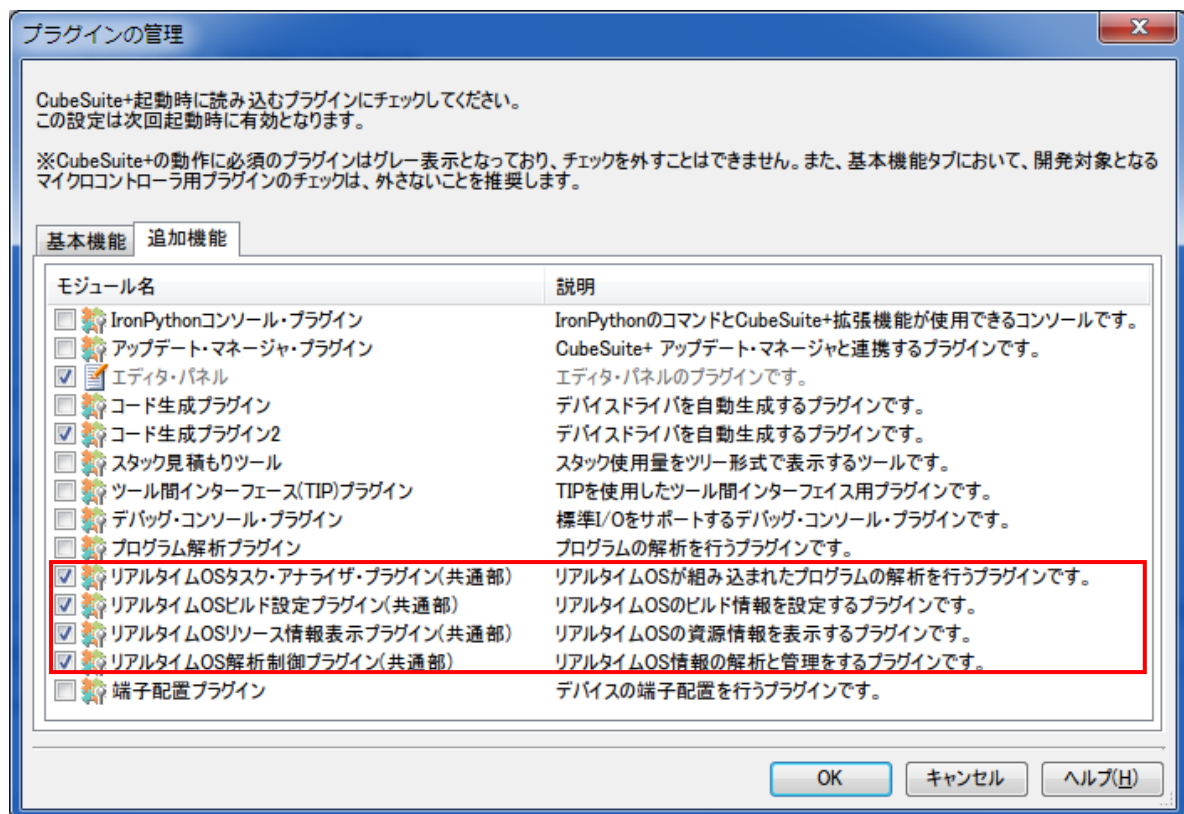 プラグインの管理
CubeSuite+起動時に読み込むプラグインにチェックしてください。
この設定は次回起動時に有効となります。
※CubeSuite+の動作に必須のプラグインはグレー表示となっており、チェックを外すことはできません。また、基本機能タブにおいて、開発対象となる
マイクロコントローラ用プラグインのチェックは、外さないことを推奨します。
基本機能 追加機能
モジュール名 説明
IronPythonコンソール・プラグイン IronPythonのコマンドとCubeSuite+拡張機能が使用できるコンソールです。
アップデート・マネージャ・プラグイン CubeSuite+ アップデート・マネージャと連携するプラグインです。
エディタ・パネル エディタ・パネルのプラグインです。
コード生成プラグイン デバイスドライバを自動生成するプラグインです。
コード生成プラグイン2 デバイスドライバを自動生成するプラグインです。
スタック見積もりツール スタック使用量をツリー形式で表示するツールです。
ツール間インターフェース(TIP)プラグイン TIPを使用したツール間インターフェイス用プラグインです。
デバッグ・コンソール・プラグイン 標準I/Oをサポートするデバッグ・コンソール・プラグインです。
プログラム解析プラグイン プログラムの解析を行うプラグインです。
リアルタイムOSタスク・アナライザ・プラグイン(共通部) リアルタイムOSが組み込まれたプログラムの解析を行うプラグインです。
リアルタイムOSビルド設定プラグイン(共通部) リアルタイムOSのビルド情報を設定するプラグインです。
リアルタイムOSリソース情報表示プラグイン(共通部) リアルタイムOSの資源情報を表示するプラグインです。
リアルタイムOS解析制御プラグイン(共通部) リアルタイムOS情報の解析と管理をするプラグインです。
端子配置プラグイン デバイスの端子配置を行うプラグインです。
OK キャンセル ヘルプ(H)